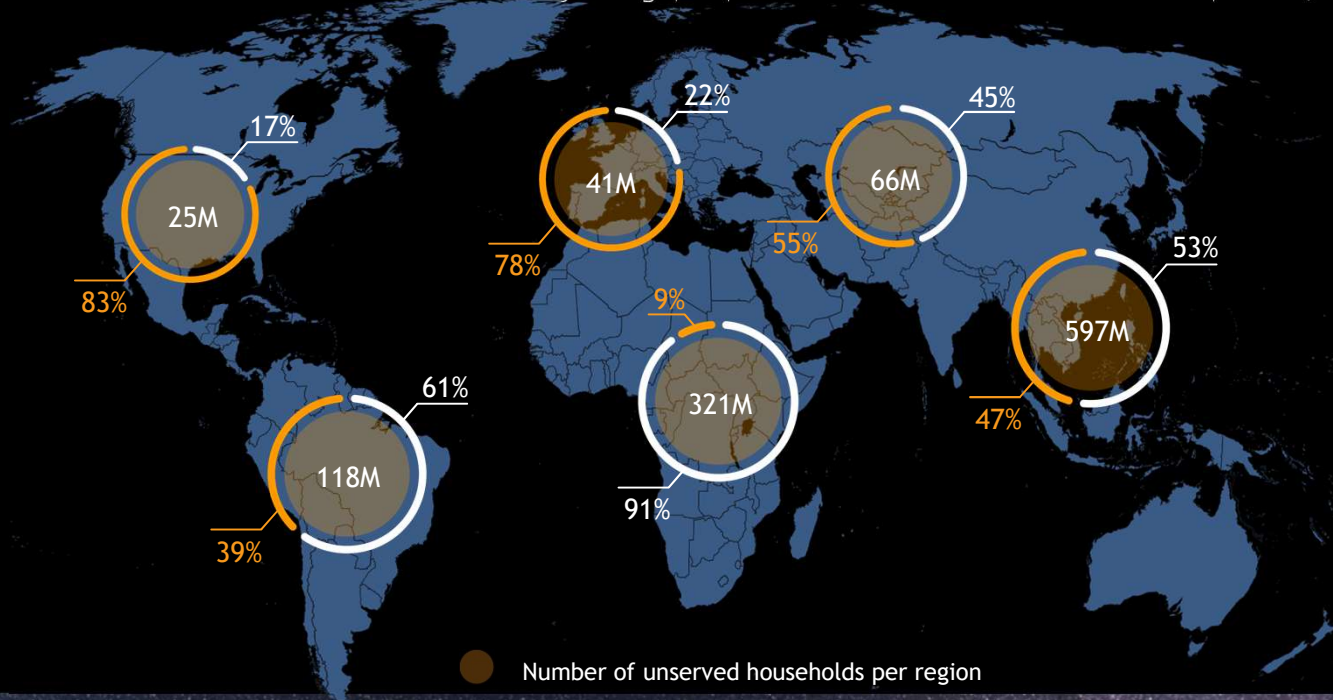 22%
45%
17%
41M
66M
25M
55%
53%
78%
83%
9%
597M
61%
321M
47%
118M
91%
39%
Number of unserved households per region